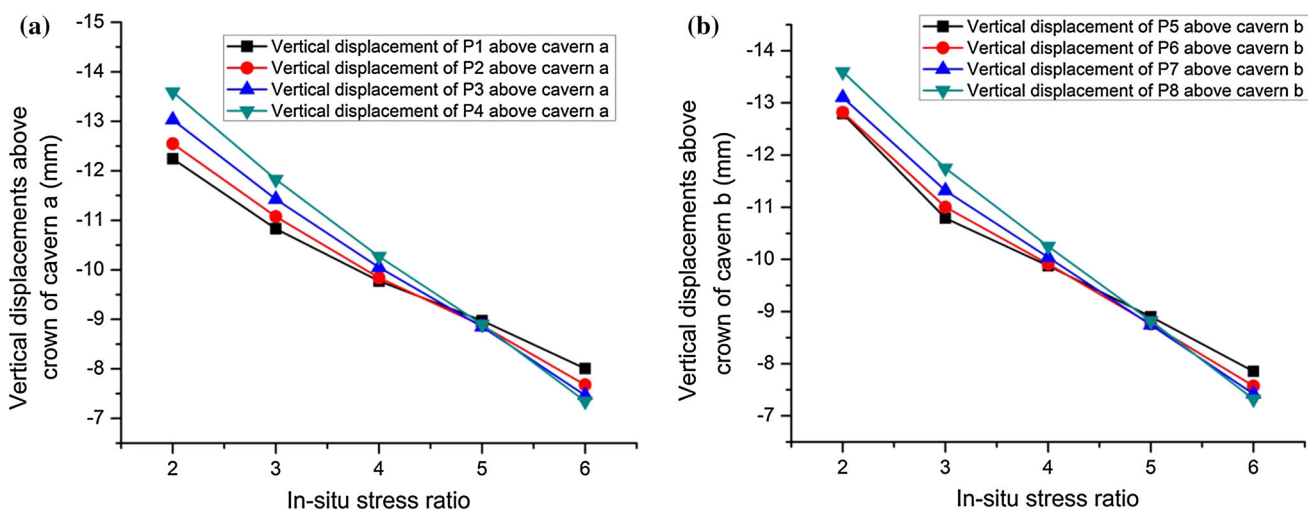 (a)
Vertical displacements above
crown of cavern a (mm)
-15
-14
-13
-12
-11
-10
-9
-8
-7
Vertical displacement of P1 above cavern a
Vertical displacement of P2 above cavern a
Vertical displacement of P3 above cavern a
Vertical displacement of P4 above cavern a
2 3 4 5 6
In-situ stress ratio
(b)
Vertical displacements above
crown of cavern b (mm)
-14
-13
-12
-11
-10
-9
-8
-7
Vertical displacement of P5 above cavern b
Vertical displacement of P6 above cavern b
Vertical displacement of P7 above cavern b
Vertical displacement of P8 above cavern b
2 3 4 5 6
In-situ stress ratio